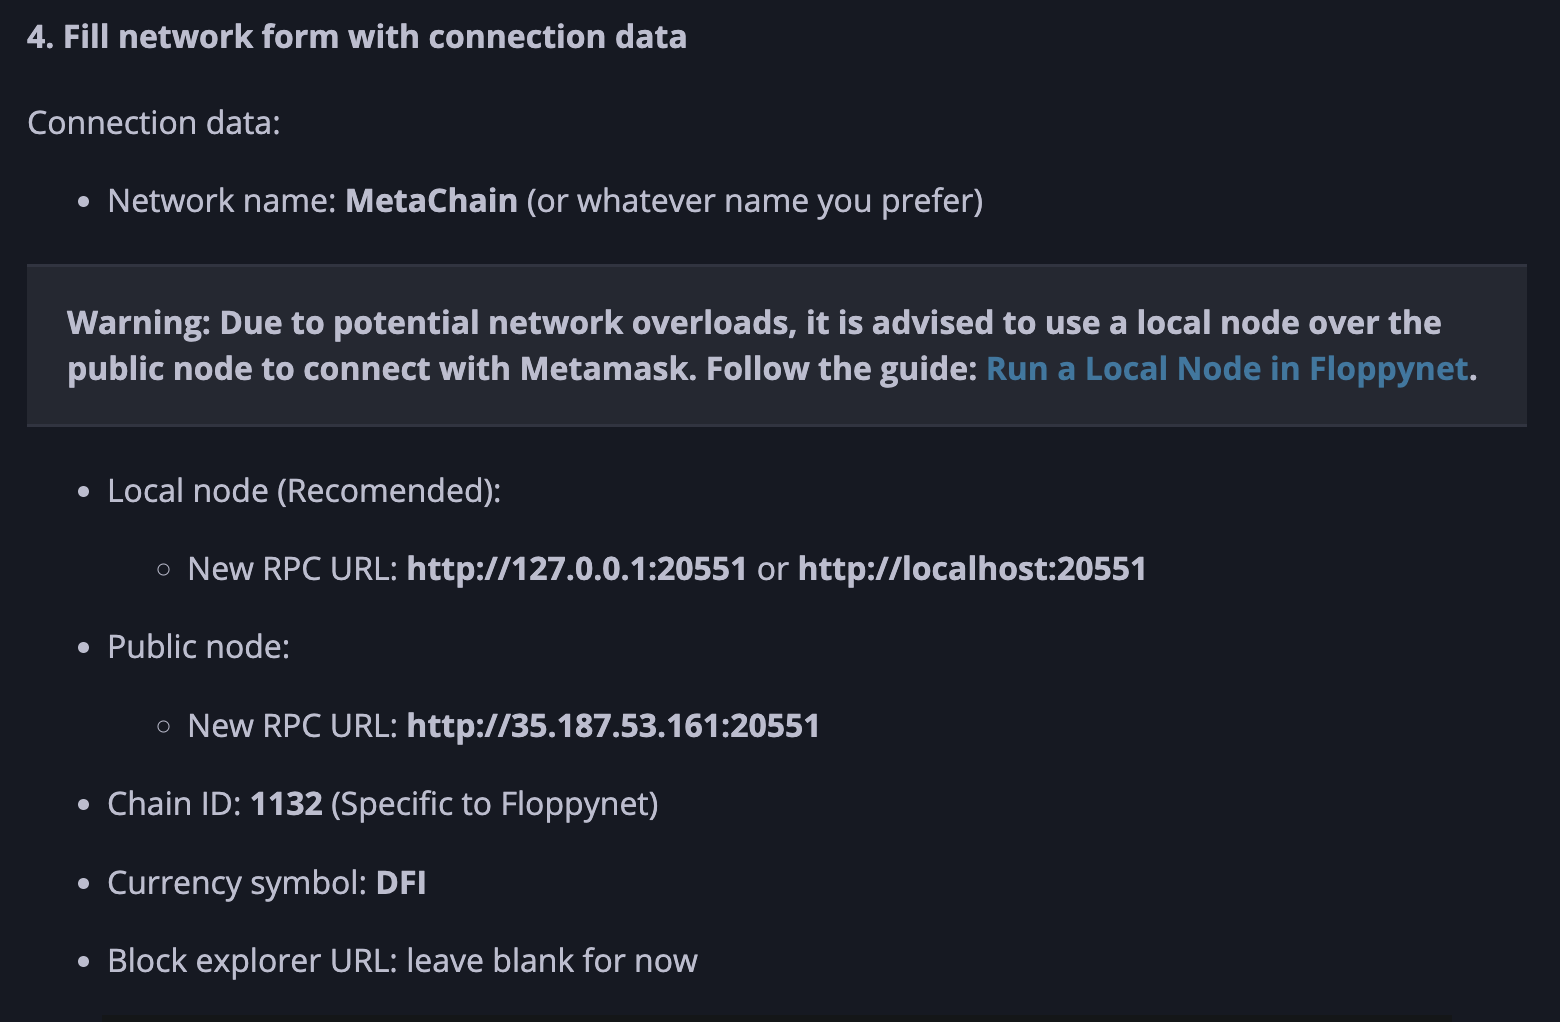 4. Fill network form with connection data
Connection data:
• Network name: MetaChain (or whatever name you prefer)
Warning: Due to potential network overloads, it is advised to use a local node over the
public node to connect with Metamask. Follow the guide: Run a Local Node in Floppynet.
• Local node (Recomended):
◦ New RPC URL: http://127.0.0.1:20551 or http://localhost:20551
• Public node:
◦ New RPC URL: http://35.187.53.161:20551
• Chain ID: 1132 (Specific to Floppynet)
• Currency symbol: DFI
• Block explorer URL: leave blank for now